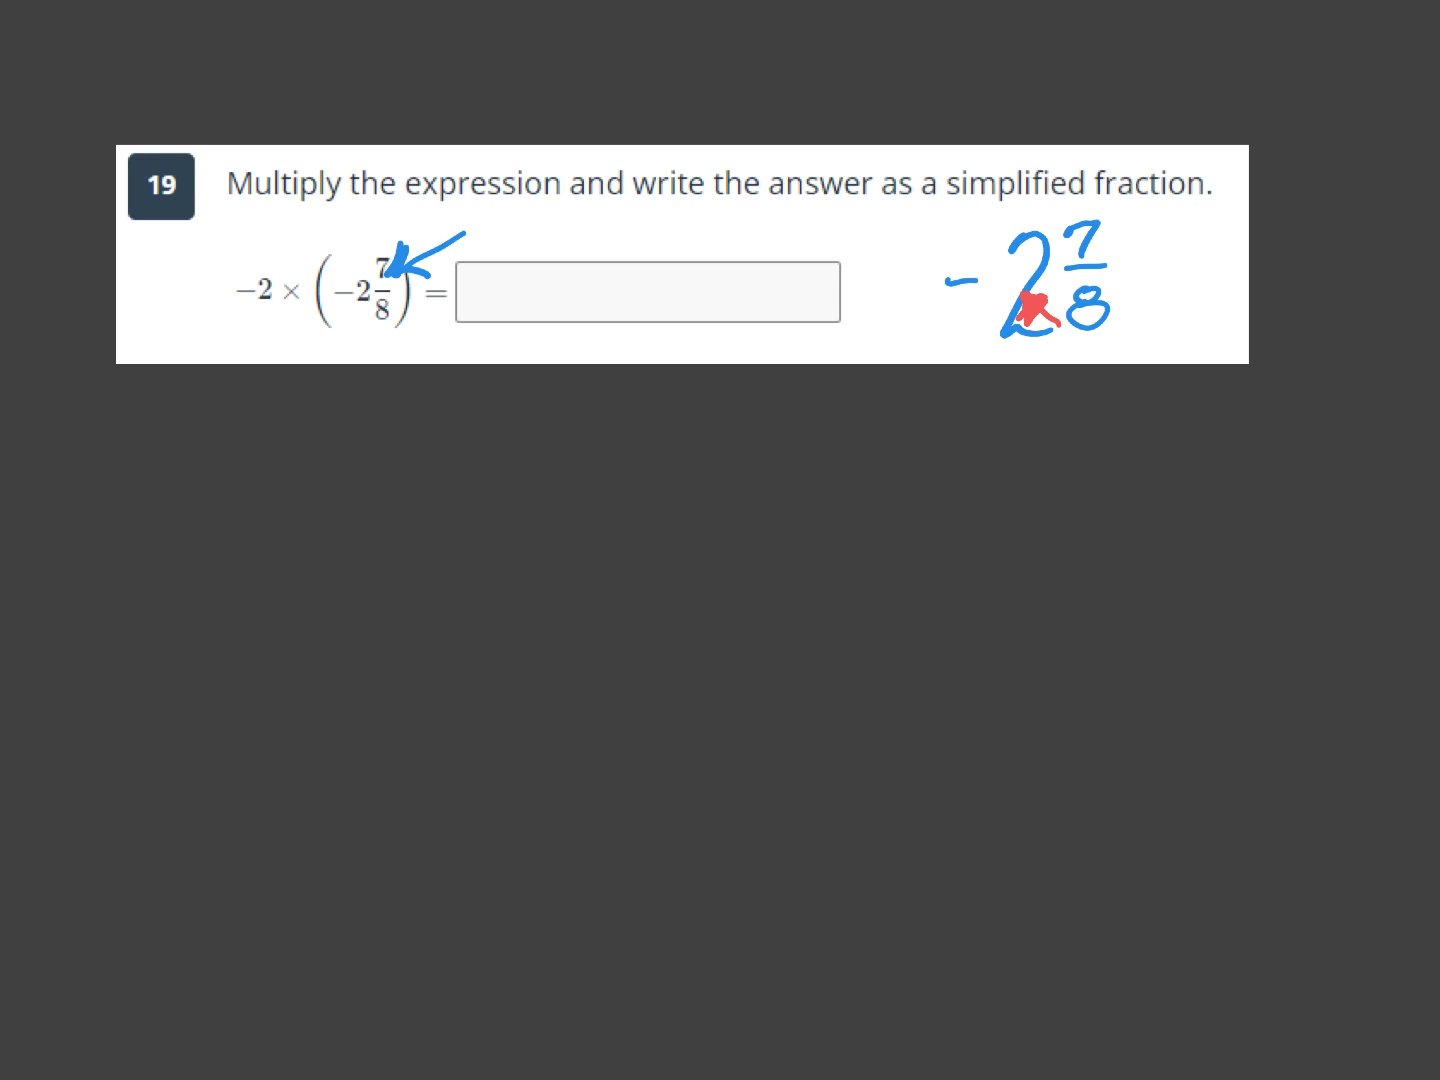 19 Multiply the expression and write the answer as a simplified fraction.
−2 × (−2 7/8) =
- 2 7/8